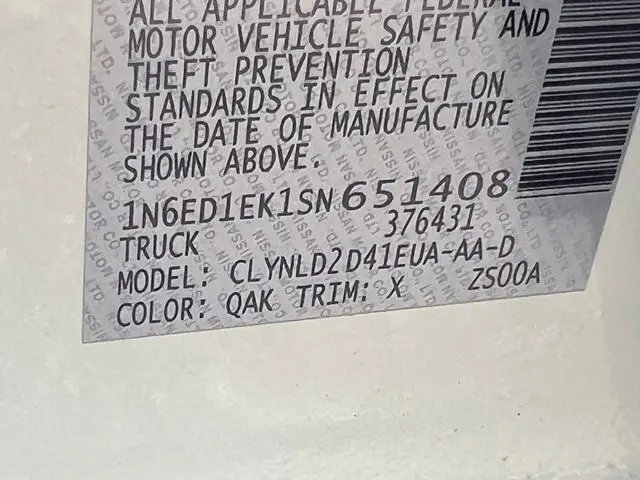 ALL APPLICABLE FEDERAL
MOTOR VEHICLE SAFETY AND
THEFT PREVENTION
STANDARDS IN EFFECT ON
THE DATE OF MANUFACTURE
SHOWN ABOVE.
1N6ED1EK1SN651408
376431
TRUCK
MODEL: CLYNLD2D41EUA-AA-D
COLOR: QAK TRIM: X ZS00A